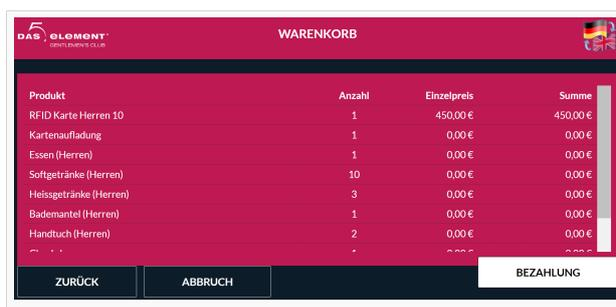 DAS 5. ELEMENT
GENTLEMEN'S CLUB
WARENKORB
Produkt Anzahl Einzelpreis Summe
RFID Karte Herren 10 1 450,00 € 450,00 €
Kartenaufladung 1 0,00 € 0,00 €
Essen (Herren) 1 0,00 € 0,00 €
Softgetränke (Herren) 10 0,00 € 0,00 €
Heissgetränke (Herren) 3 0,00 € 0,00 €
Bademantel (Herren) 1 0,00 € 0,00 €
Handtuch (Herren) 2 0,00 € 0,00 €
ZURÜCK ABBRUCH BEZAHLUNG